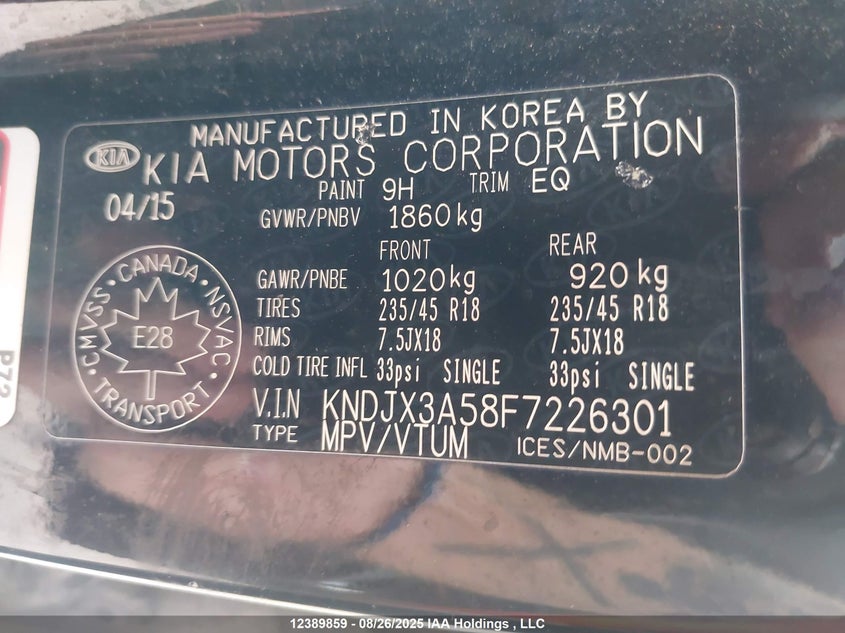 MANUFACTURED IN KOREA BY
KIA KIA MOTORS CORPORATION
04/15 PAINT 9H TRIM EQ
GVWR/PNBV 1860kg
FRONT REAR
GAWR/PNBE 1020kg 920kg
TIRES 235/45 R18 235/45 R18
RIMS 7.5JX18 7.5JX18
COLD TIRE INFL 33psi SINGLE 33psi SINGLE
V.I.N KNDJX3A58F7226301
TYPE MPV/VTUM ICES/NMB-002
CANADA • NSVAC • TRANSPORT • CMVSS •
E28
P72
12389859 - 08/26/2025 IAA Holdings , LLC